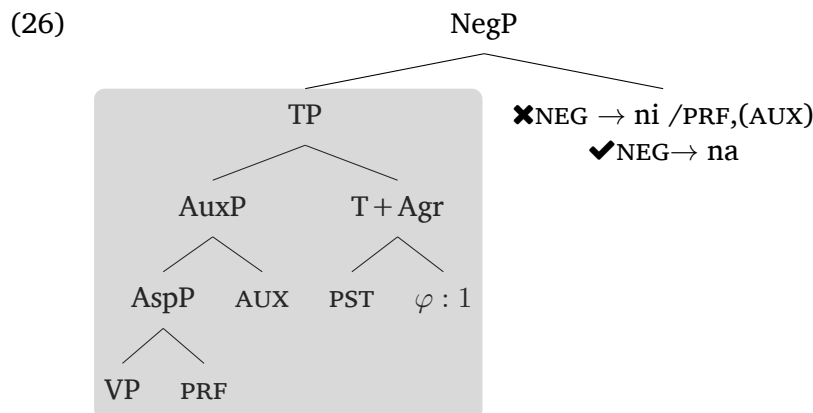 (26) NegP
TP ✖NEG → ni /PRF,(AUX)
✔NEG→ na
AuxP T + Agr
AspP AUX PST φ : 1
VP PRF